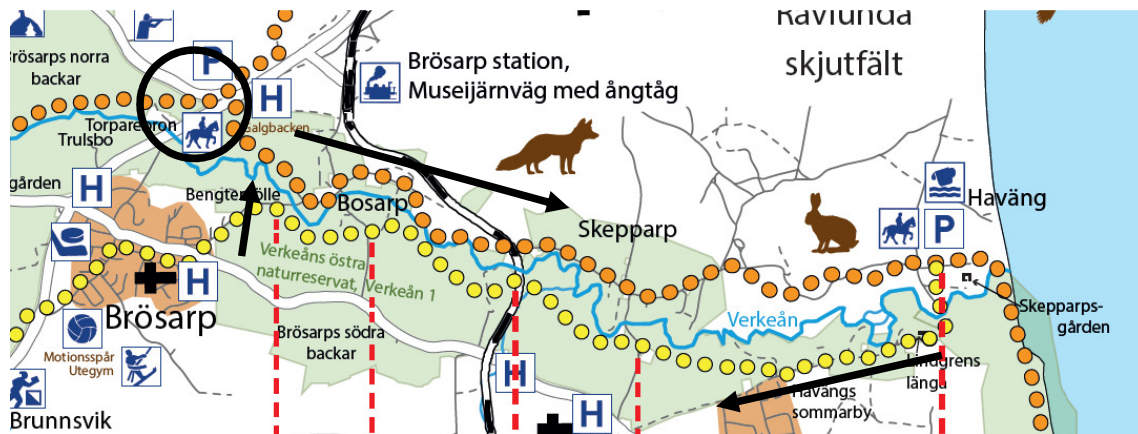 Ravlunda
skjutfält
Brösarps norra
backar
P
H
Brösarp station,
Museijärnväg med ångtåg
Torparebron
Trulsbo
Galgbacken
gården
H
Bengtemölle
Bosarp
Skepparp
Haväng
P
Verkeåns östra
naturreservat, Verkeån 1
H
Brösarp
Verkeån
Skepparps-
gården
Brösarps södra
backar
Motionsspår
Utegym
H
Lindgrens
länga
Havängs
sommarby
H
Brunnsvik